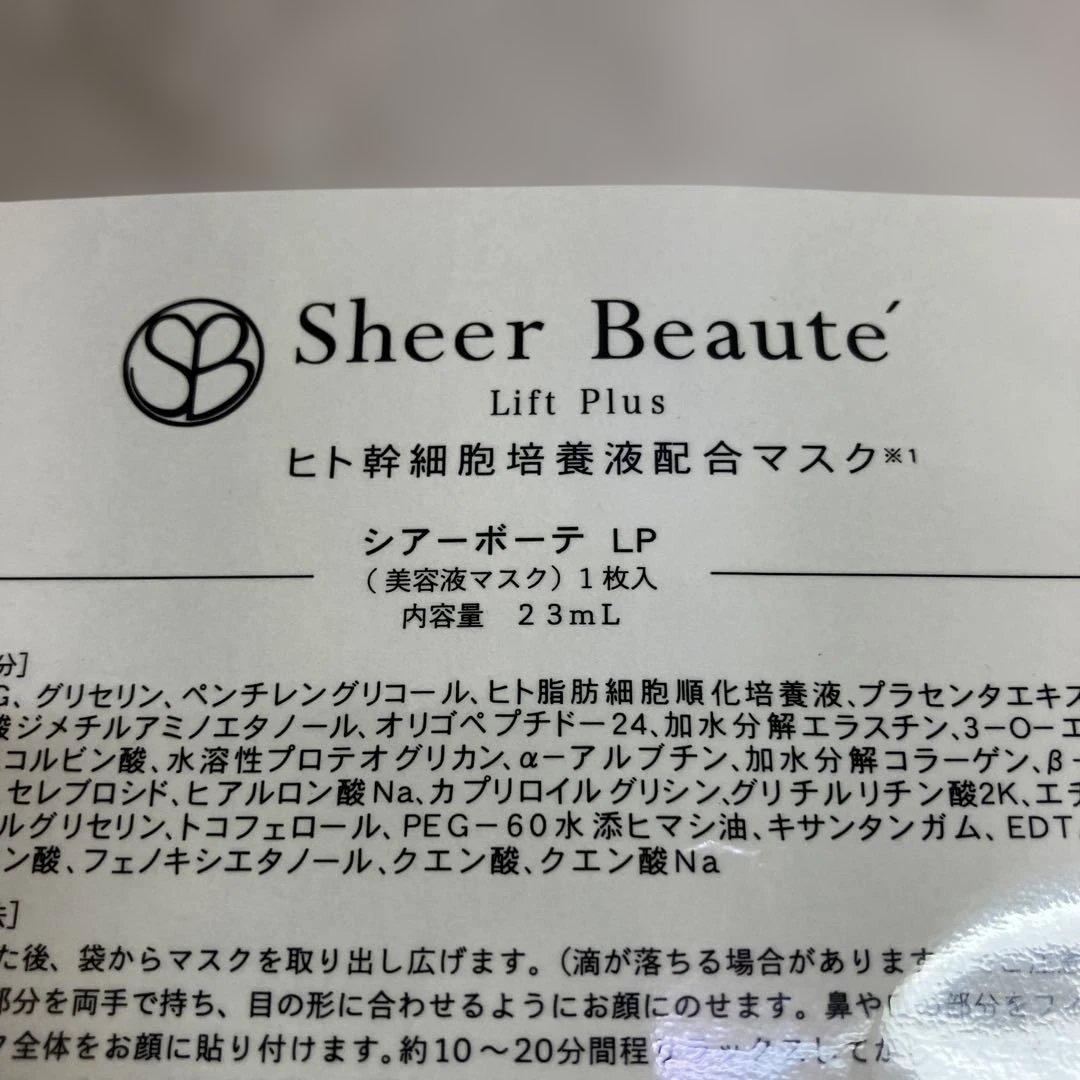 SB
Sheer Beauté
Lift Plus
ヒト幹細胞培養液配合マスク※1
シアーボーテ LP
(美容液マスク)1枚入
内容量 23mL
分]
G、グリセリン、ペンチレングリコール、ヒト脂肪細胞順化培養液、プラセンタエキス
酸ジメチルアミノエタノール、オリゴペプチドー24、加水分解エラスチン、3-O-エ
コルビン酸、水溶性プロテオグリカン、α-アルブチン、加水分解コラーゲン、β-
セレブロシド、ヒアルロン酸Na、カプリロイルグリシン、グリチルリチン酸2K、エチ
ルグリセリン、トコフェロール、PEG-60水添ヒマシ油、キサンタンガム、EDT
ン酸、フェノキシエタノール、クエン酸、クエン酸Na
法]
た後、袋からマスクを取り出し広げます。(滴が落ちる場合があります
部分を両手で持ち、目の形に合わせるようにお顔にのせます。鼻や
ク全体をお顔に貼り付けます。約10〜20分間程リラックスしてか